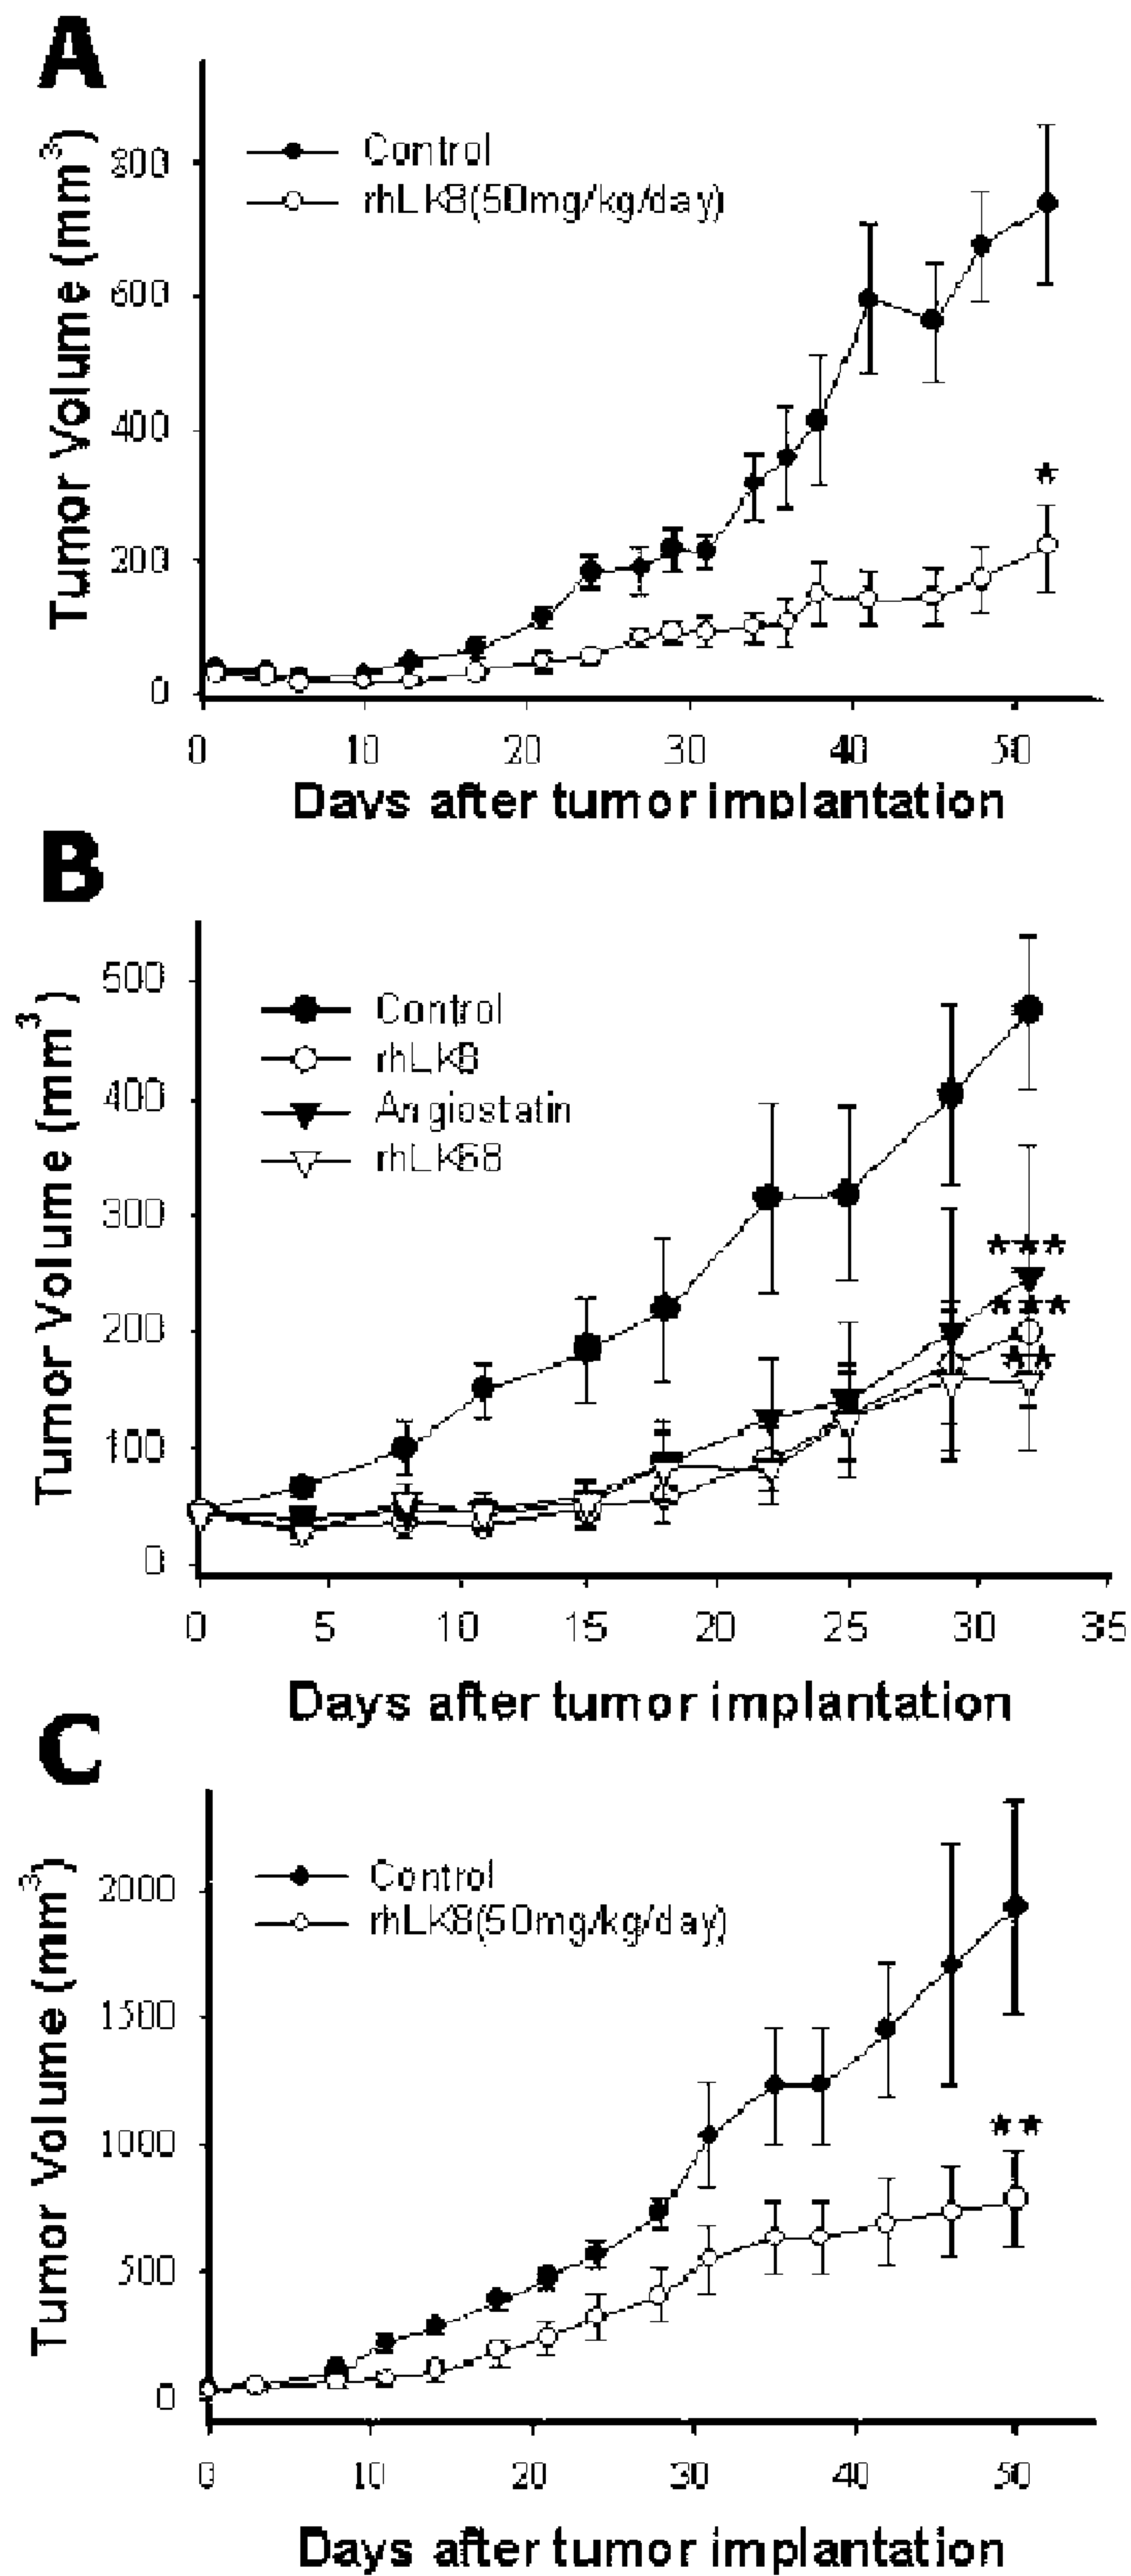 A
Tumor Volume (mm³)
800
600
400
200
0
Control
rhLK8(50mg/kg/day)
0 10 20 30 40 50
Days after tumor implantation
B
Tumor Volume (mm³)
500
400
300
200
100
0
Control
rhLK8
Angiostatin
rhLK68
***
***
**
0 5 10 15 20 25 30 35
Days after tumor implantation
C
Tumor Volume (mm³)
2000
1500
1000
500
0
Control
rhLK8(50mg/kg/day)
**
0 10 20 30 40 50
Days after tumor implantation